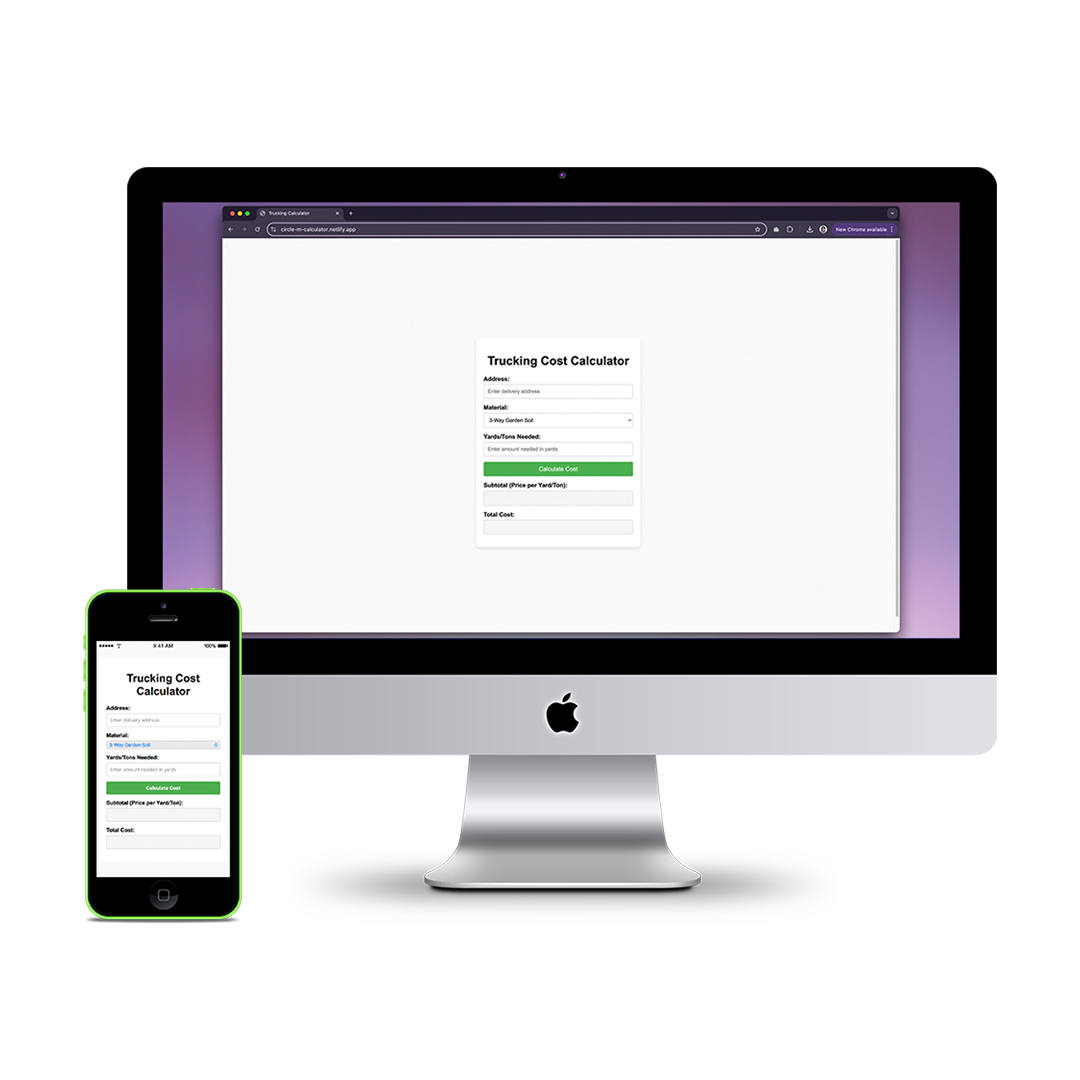 Trucking Calculator
circle-m-calculator.netlify.app
New Chrome available
Trucking Cost Calculator
Address:
Enter delivery address
Material:
3-Way Garden Soil
Yards/Tons Needed:
Enter amount needed in yards
Calculate Cost
Subtotal (Price per Yard/Ton):
Total Cost:
9:41 AM
100%
Trucking Cost
Calculator
Address:
Enter delivery address
Material:
3-Way Garden Soil
Yards/Tons Needed:
Enter amount needed in yards
Calculate Cost
Subtotal (Price per Yard/Ton):
Total Cost: